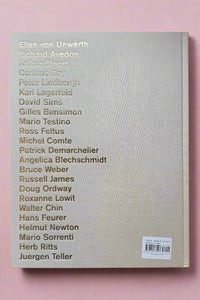 Ellen von Unwerth
Richard Avedon
Arthur Elgort
Corinne Day
Peter Lindbergh
Karl Lagerfeld
David Sims
Gilles Bensimon
Mario Testino
Ross Feltus
Michel Comte
Patrick Demarchelier
Angelica Blechschmidt
Bruce Weber
Russell James
Doug Ordway
Roxanne Lowit
Walter Chin
Hans Feurer
Helmut Newton
Mario Sorrenti
Herb Ritts
Juergen Teller